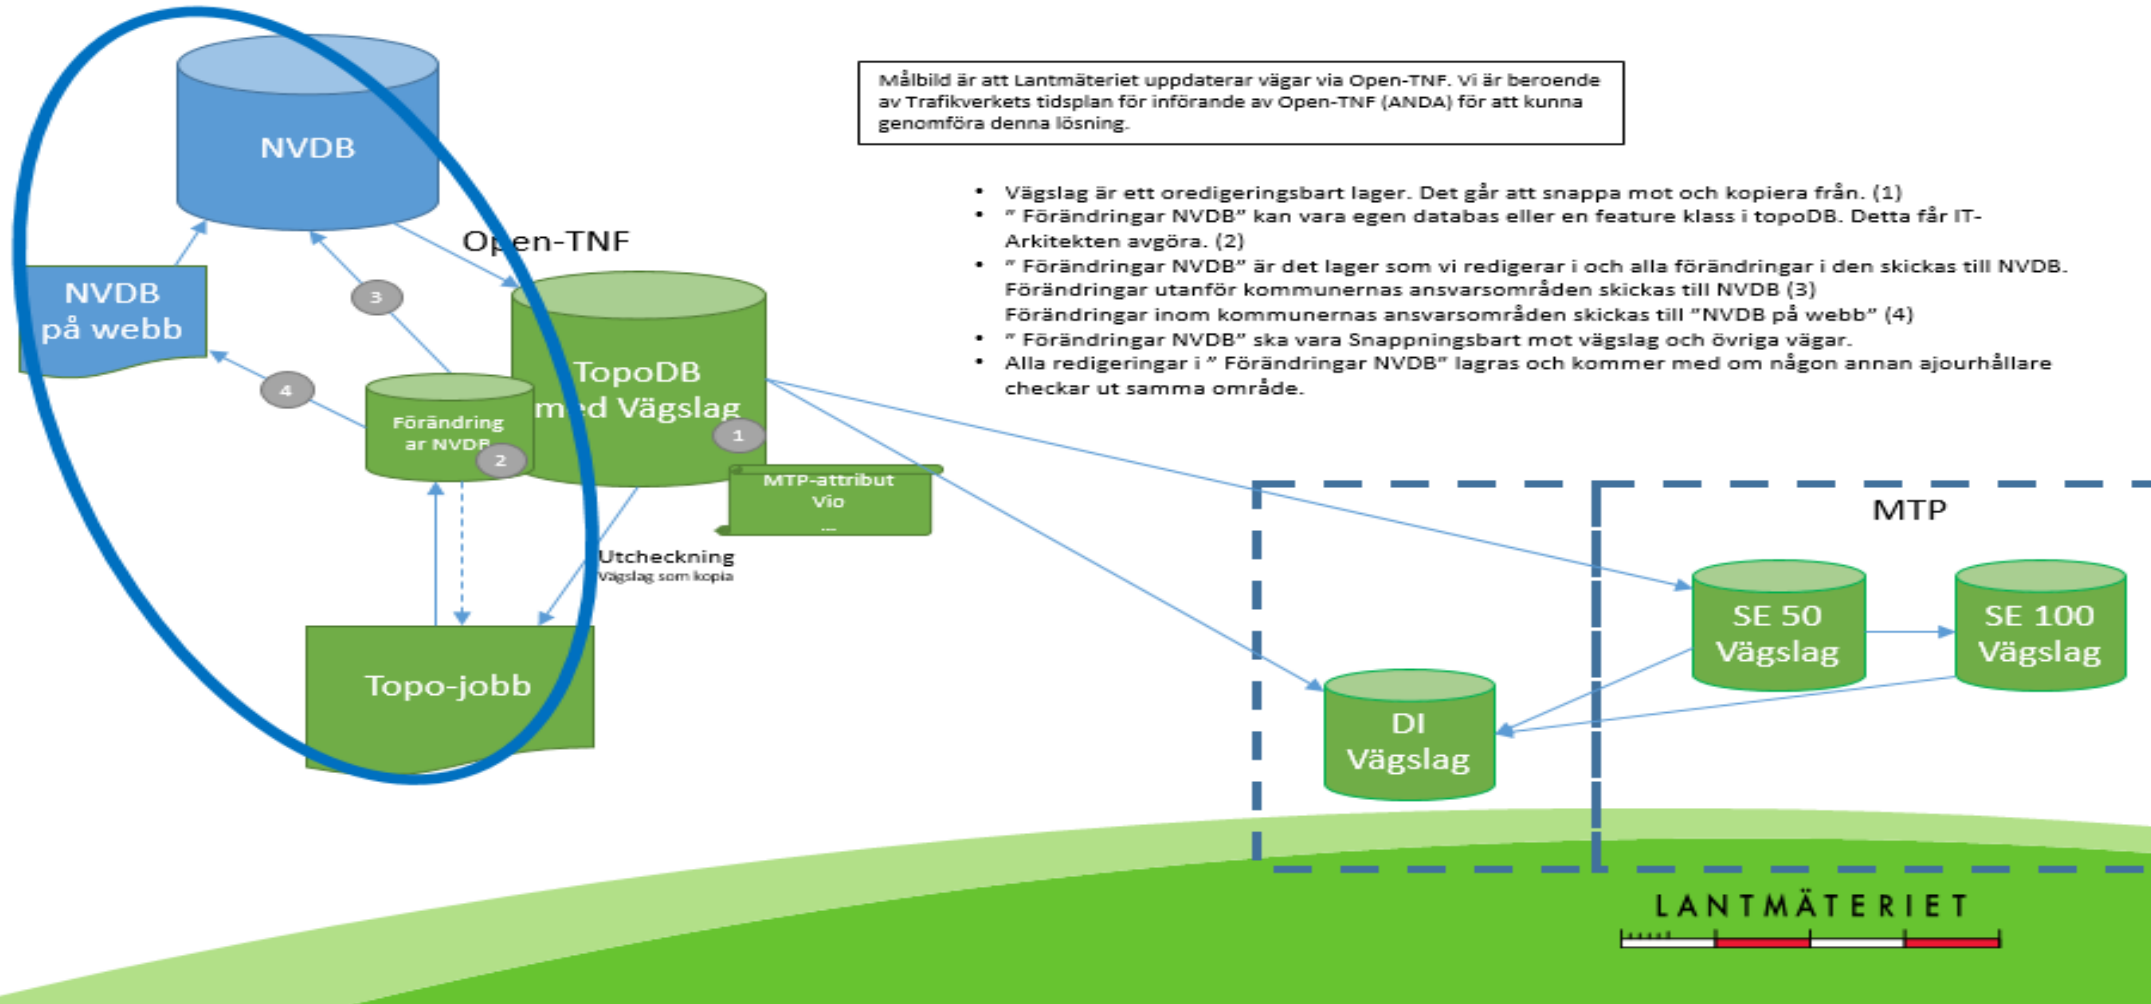 Målbild är att Lantmäteriet uppdaterar vägar via Open-TNF. Vi är beroende
av Trafikverkets tidsplan för införande av Open-TNF (ANDA) för att kunna
genomföra denna lösning.
NVDB
Open-TNF
NVDB
på webb
3
4
TopoDB
med Vägslag
1
Förändring
ar NVDB
2
MTP-attribut
Vio
...
Utcheckning
Vägslag som kopia
Topo-jobb
• Vägslag är ett oredigeringsbart lager. Det går att snappa mot och kopiera från. (1)
• ” Förändringar NVDB” kan vara egen databas eller en feature klass i topoDB. Detta får IT-
Arkitekten avgöra. (2)
• ” Förändringar NVDB” är det lager som vi redigerar i och alla förändringar i den skickas till NVDB.
Förändringar utanför kommunernas ansvarsområden skickas till NVDB (3)
Förändringar inom kommunernas ansvarsområden skickas till ”NVDB på webb” (4)
• ” Förändringar NVDB” ska vara Snappningsbart mot vägslag och övriga vägar.
• Alla redigeringar i ” Förändringar NVDB” lagras och kommer med om någon annan ajourhållare
checkar ut samma område.
MTP
SE 50
Vägslag
SE 100
Vägslag
DI
Vägslag
LANTMÄTERIET